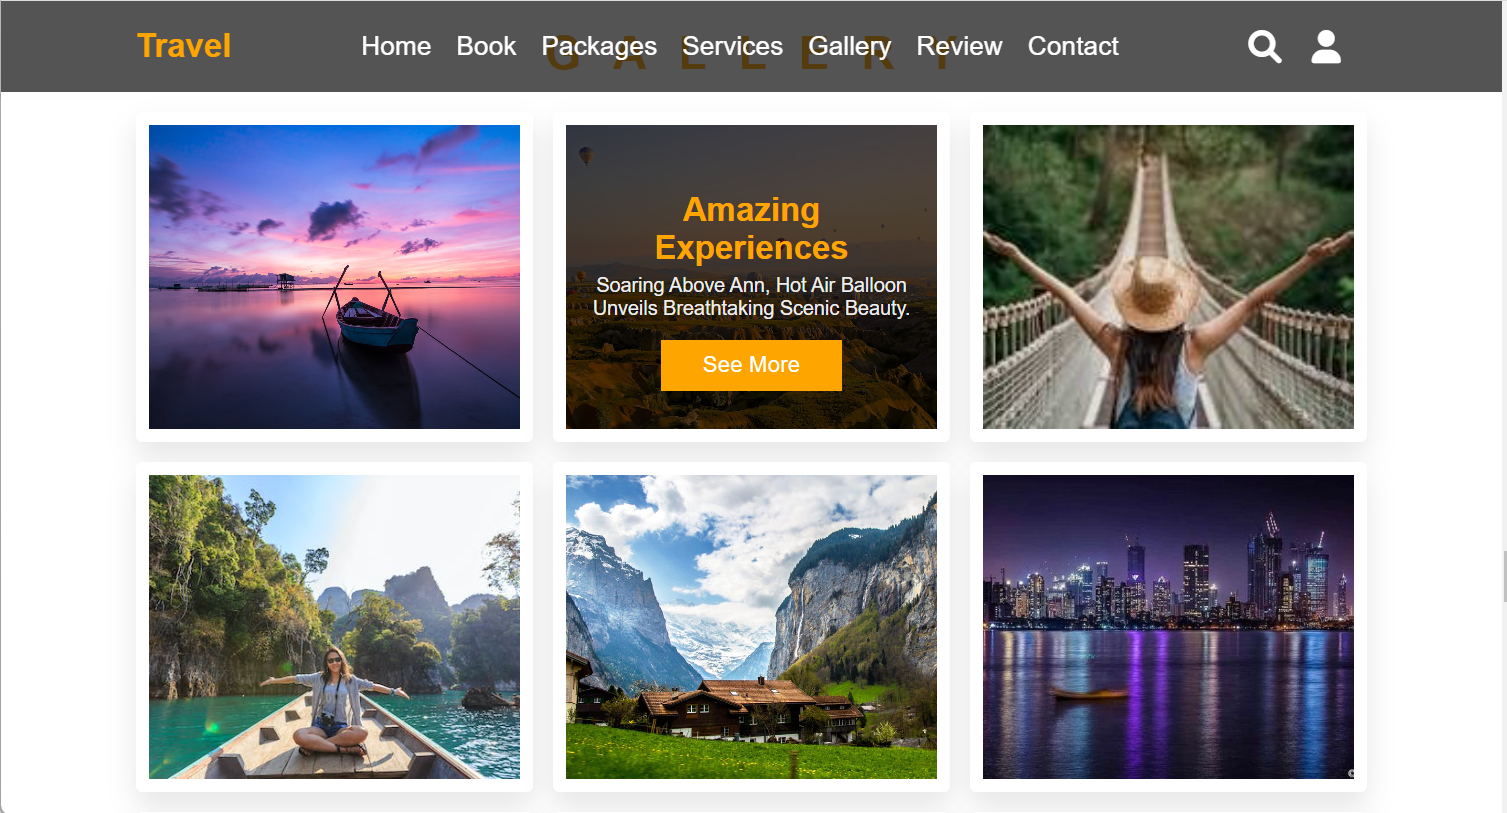 Travel
Home Book Packages Services Gallery Review Contact
GALLERY
Amazing
Experiences
Soaring Above Ann, Hot Air Balloon
Unveils Breathtaking Scenic Beauty.
See More